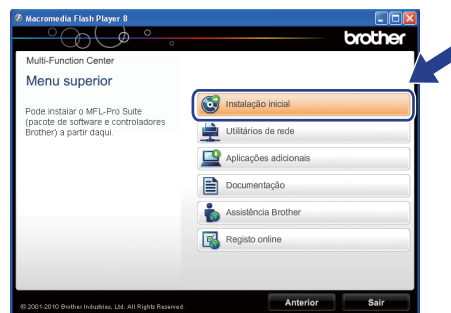 Macromedia Flash Player 8
brother
Multi-Function Center
Menu superior
Pode instalar o MFL-Pro Suite
(pacote de software e controladores
Brother) a partir daqui.
Instalação inicial
Utilitários de rede
Aplicações adicionais
Documentação
Assistência Brother
Registo online
© 2001-2010 Brother Industries, Ltd. All Rights Reserved.
Anterior
Sair